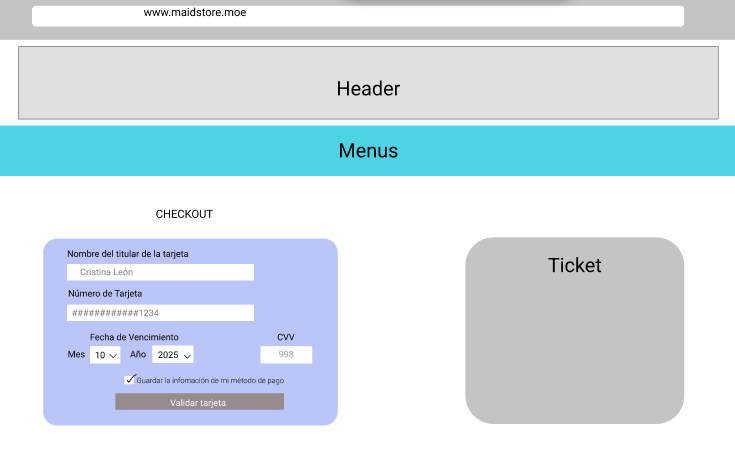 www.maidstore.moe
Header
Menus
CHECKOUT
Nombre del titular de la tarjeta
Cristina León
Número de Tarjeta
############1234
Fecha de Vencimiento
CVV
Mes 10 Año 2025
998
Guardar la infomación de mi método de pago
Validar tarjeta
Ticket